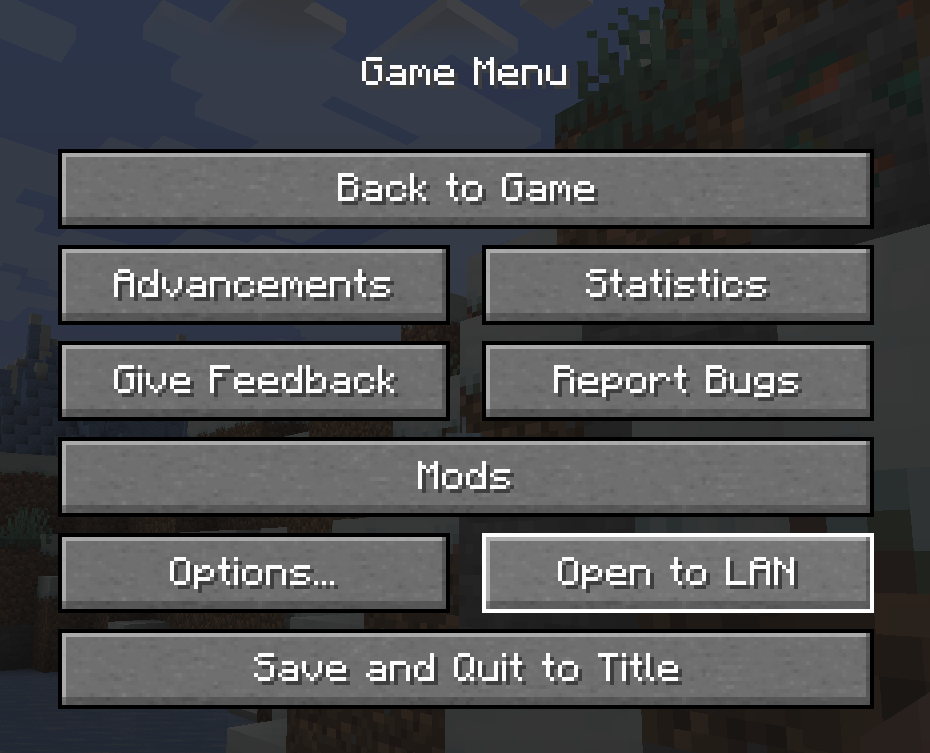 Game Menu
Back to Game
Advancements
Statistics
Give Feedback
Report Bugs
Mods
Options...
Open to LAN
Save and Quit to Title